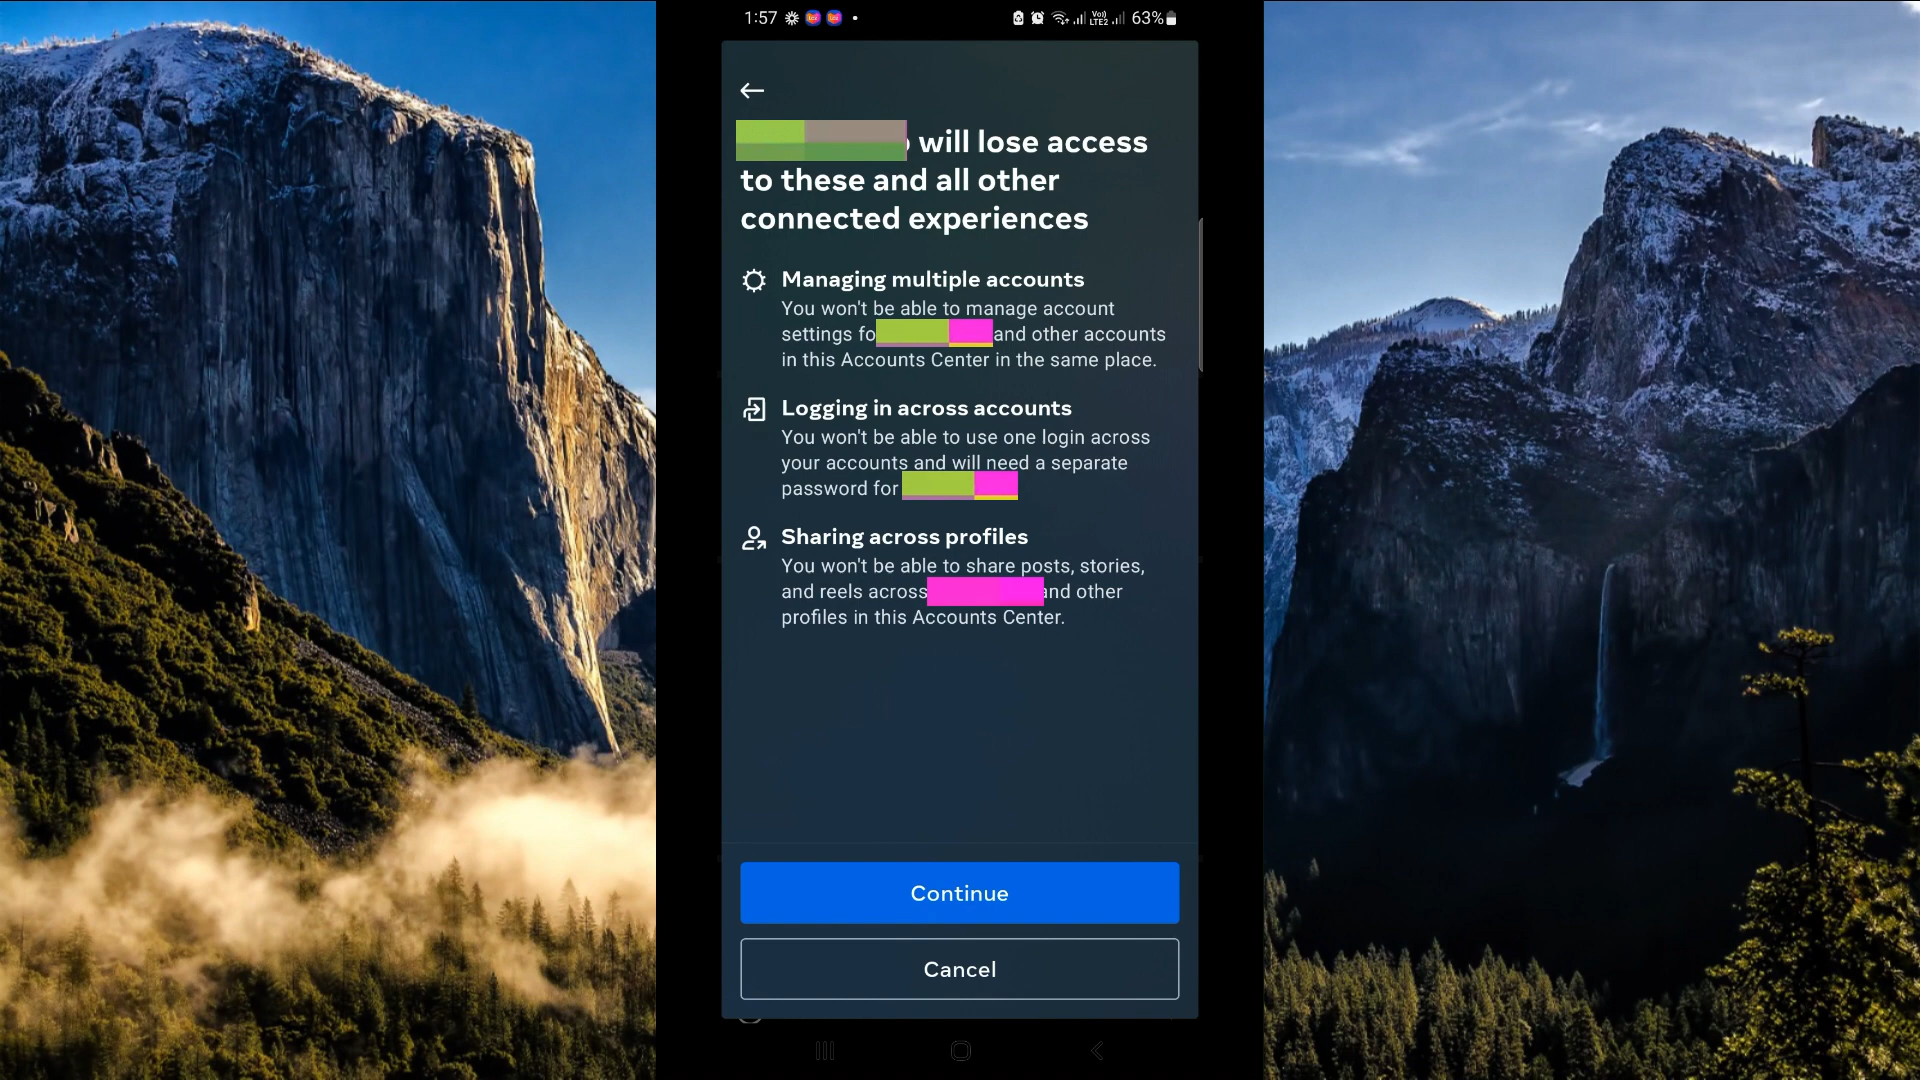 1:57 Vo)) LTE2 63%
will lose access
to these and all other
connected experiences
Managing multiple accounts
You won't be able to manage account
settings fo and other accounts
in this Accounts Center in the same place.
Logging in across accounts
You won't be able to use one login across
your accounts and will need a separate
password for
Sharing across profiles
You won't be able to share posts, stories,
and reels across and other
profiles in this Accounts Center.
Continue
Cancel